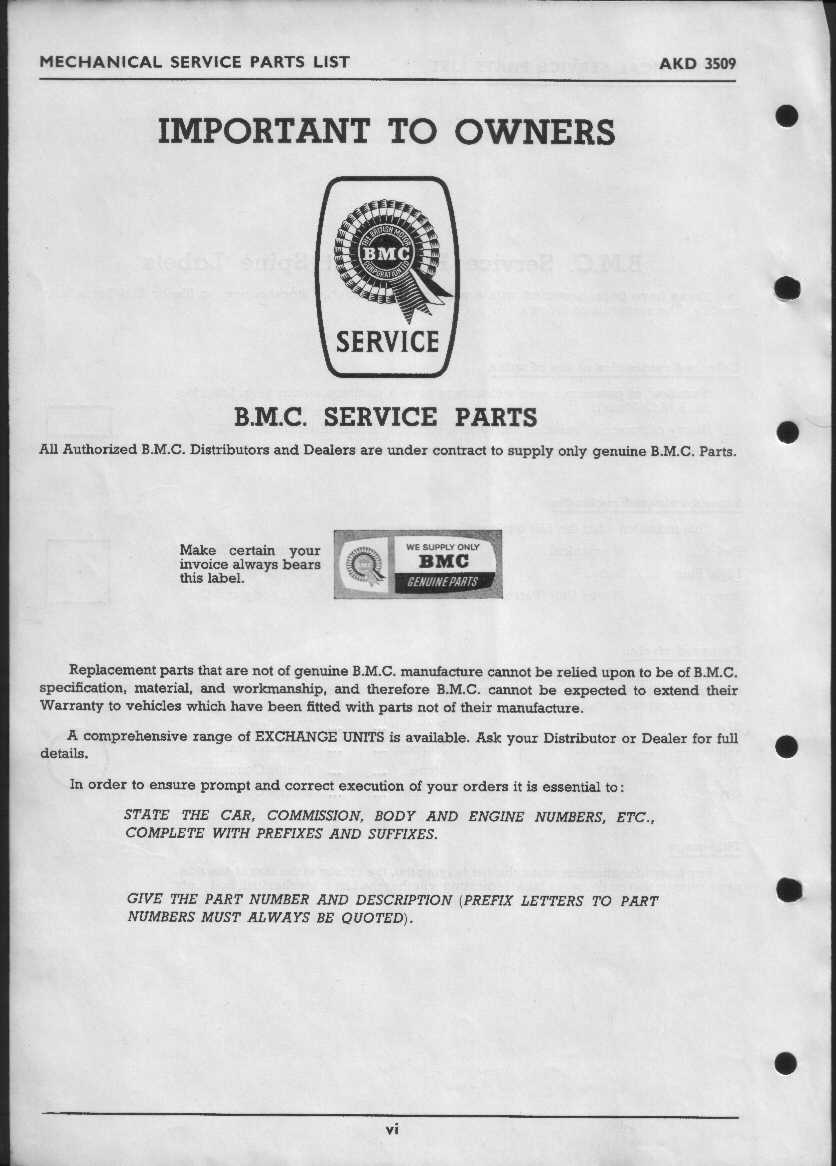 MECHANICAL SERVICE PARTS LIST AKD 3509
IMPORTANT TO OWNERS
THE BRITISH MOTOR
BMC
CORPORATION LTD
SERVICE
B.M.C. SERVICE PARTS
All Authorized B.M.C. Distributors and Dealers are under contract to supply only genuine B.M.C. Parts.
Make certain your
invoice always bears
this label.
WE SUPPLY ONLY
BMC
GENUINE PARTS
Replacement parts that are not of genuine B.M.C. manufacture cannot be relied upon to be of B.M.C.
specification, material, and workmanship, and therefore B.M.C. cannot be expected to extend their
Warranty to vehicles which have been fitted with parts not of their manufacture.
A comprehensive range of EXCHANGE UNITS is available. Ask your Distributor or Dealer for full
details.
In order to ensure prompt and correct execution of your orders it is essential to:
STATE THE CAR, COMMISSION, BODY AND ENGINE NUMBERS, ETC.,
COMPLETE WITH PREFIXES AND SUFFIXES.
GIVE THE PART NUMBER AND DESCRIPTION (PREFIX LETTERS TO PART
NUMBERS MUST ALWAYS BE QUOTED).
vi